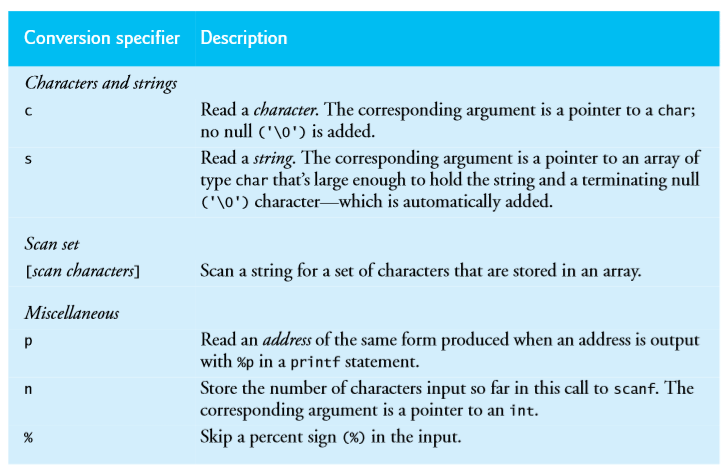 Conversion specifier Description
Characters and strings
c Read a character. The corresponding argument is a pointer to a char;
no null ('\0') is added.
s Read a string. The corresponding argument is a pointer to an array of
type char that’s large enough to hold the string and a terminating null
('\0') character—which is automatically added.
Scan set
[scan characters] Scan a string for a set of characters that are stored in an array.
Miscellaneous
p Read an address of the same form produced when an address is output
with %p in a printf statement.
n Store the number of characters input so far in this call to scanf. The
corresponding argument is a pointer to an int.
% Skip a percent sign (%) in the input.